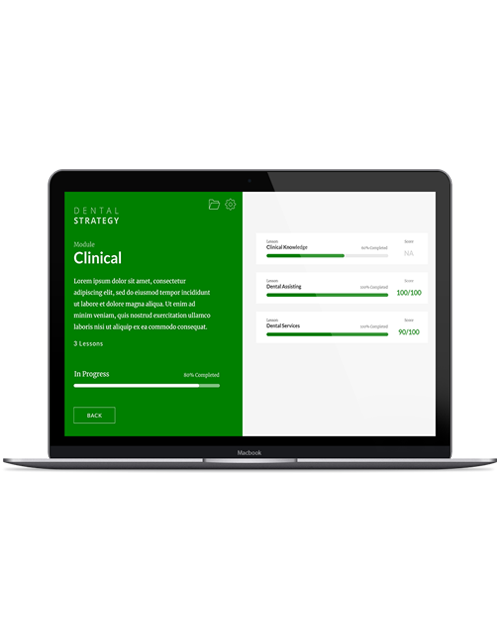 DENTAL
STRATEGY
Module
Clinical
Lorem ipsum dolor sit amet, consectetur
adipiscing elit, sed do eiusmod tempor incididunt
ut labore et dolore magna aliqua. Ut enim ad
minim veniam, quis nostrud exercitation ullamco
laboris nisi ut aliquip ex ea commodo consequat.
3 Lessons
In Progress
80% Completed
BACK
Lesson
Clinical Knowledge
60% Completed
Score
NA
Lesson
Dental Assisting
100% Completed
Score
100/100
Lesson
Dental Services
100% Completed
Score
90/100
Macbook